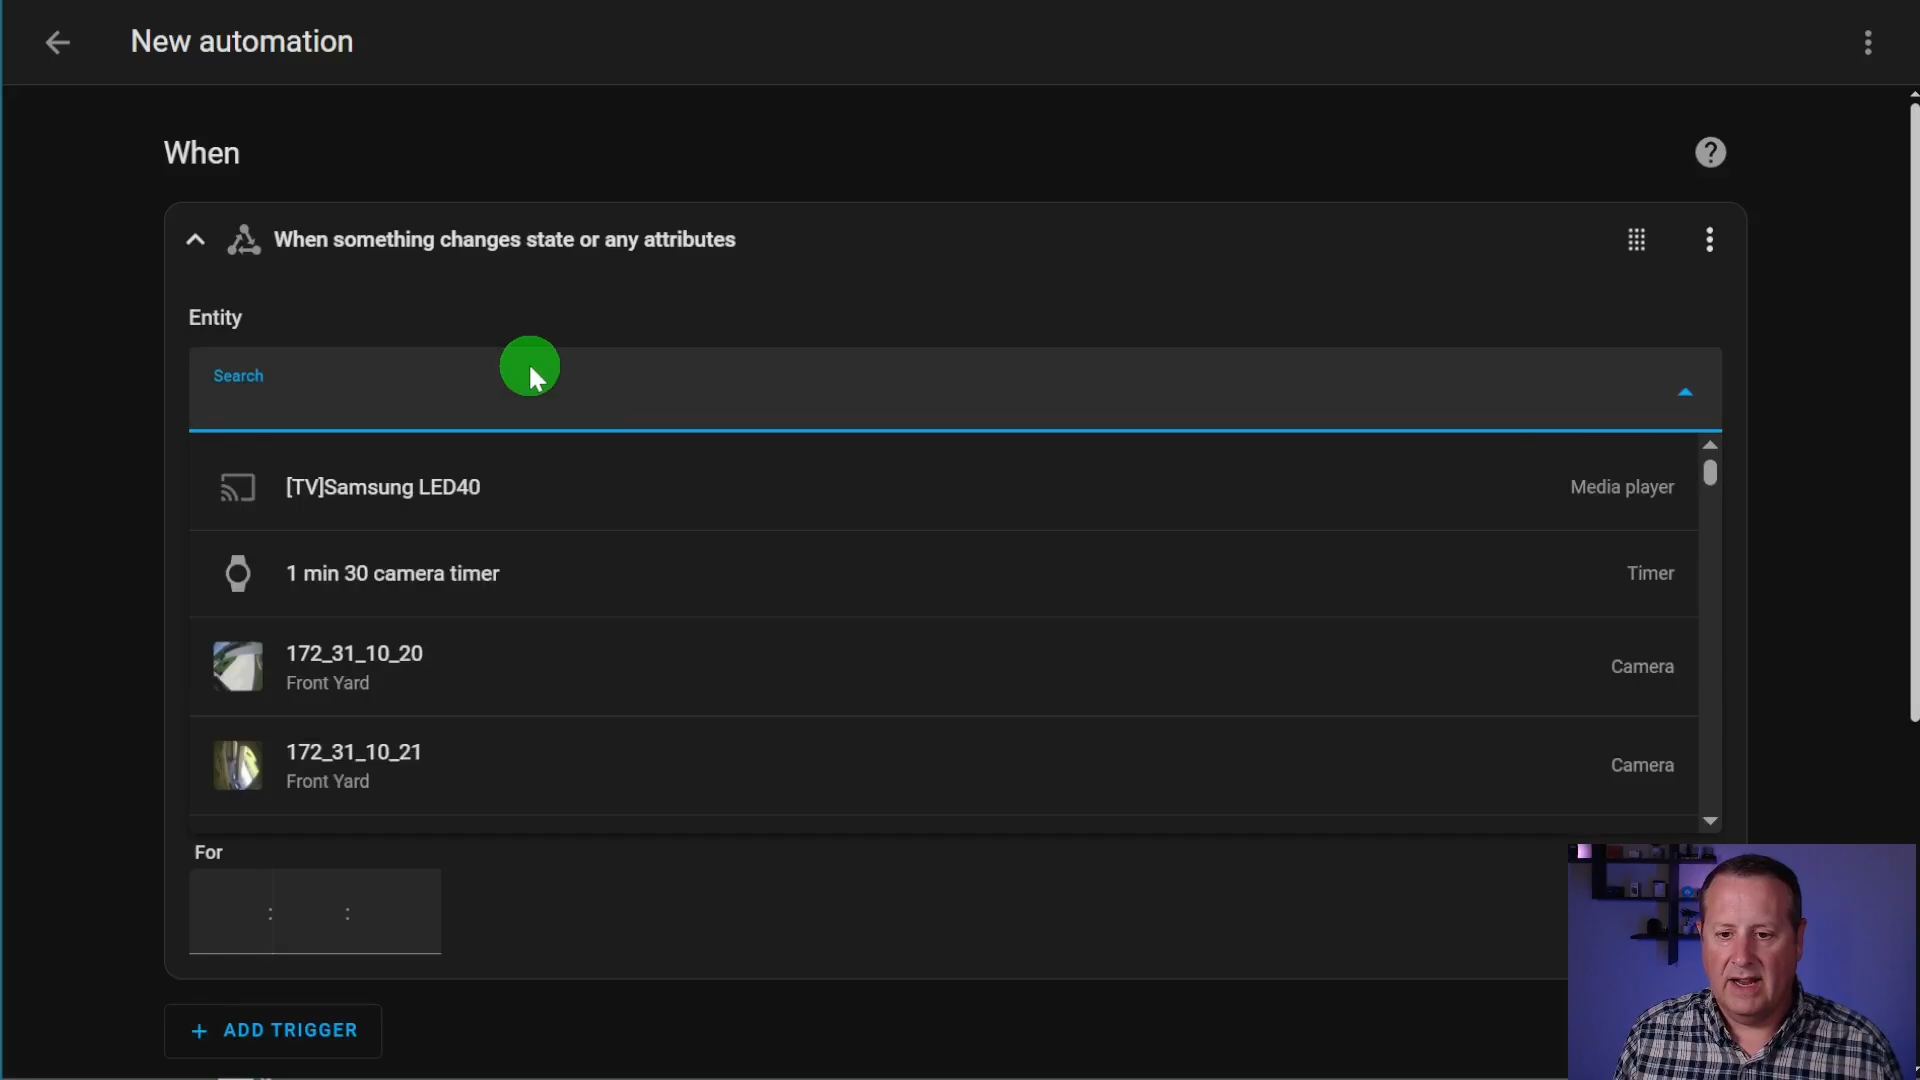 New automation
When
When something changes state or any attributes
Entity
Search
[TV]Samsung LED40
Media player
1 min 30 camera timer
Timer
172_31_10_20
Front Yard
Camera
172_31_10_21
Front Yard
Camera
For
: :
+ ADD TRIGGER